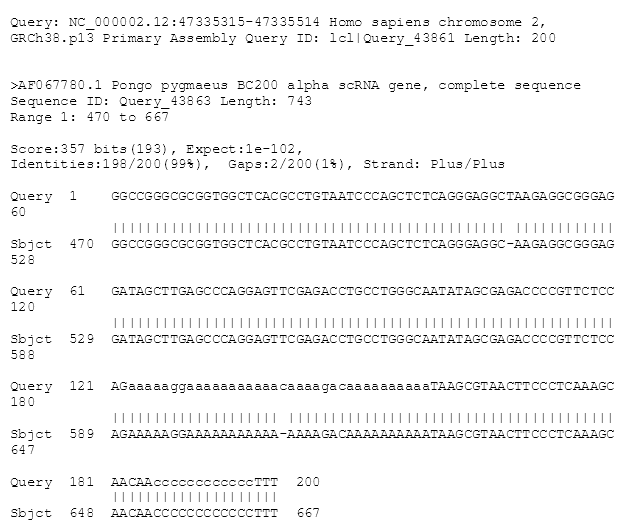 Query: NC_000002.12:47335315-47335514 Homo sapiens chromosome 2,
GRCh38.p13 Primary Assembly Query ID: lcl|Query_43861 Length: 200
>AF067780.1 Pongo pygmaeus BC200 alpha scRNA gene, complete sequence
Sequence ID: Query_43863 Length: 743
Range 1: 470 to 667
Score:357 bits(193), Expect:1e-102,
Identities:198/200(99%), Gaps:2/200(1%), Strand: Plus/Plus
Query 1 GGCCGGGCGCGGTGGCTCACGCCTGTAATCCCAGCTCTCAGGGAGGCTAAGAGGCGGGAG
60
||||||||||||||||||||||||||||||||||||||||||||||| ||||||||||||
Sbjct 470 GGCCGGGCGCGGTGGCTCACGCCTGTAATCCCAGCTCTCAGGGAGGC-AAGAGGCGGGAG
528
Query 61 GATAGCTTGAGCCCAGGAGTTCGAGACCTGCCTGGGCAATATAGCGAGACCCCGTTCTCC
120
||||||||||||||||||||||||||||||||||||||||||||||||||||||||||||
Sbjct 529 GATAGCTTGAGCCCAGGAGTTCGAGACCTGCCTGGGCAATATAGCGAGACCCCGTTCTCC
588
Query 121 AGaaaaaggaaaaaaaaaaacaaaagacaaaaaaaaaaTAAGCGTAACTTCCCTCAAAGC
180
|||||||||||||||||||| |||||||||||||||||||||||||||||||||||||||
Sbjct 589 AGAAAAAGGAAAAAAAAAAA-AAAAGACAAAAAAAAAATAAGCGTAACTTCCCTCAAAGC
647
Query 181 AACAAccccccccccccTTT 200
||||||||||||||||||||
Sbjct 648 AACAACCCCCCCCCCCCTTT 667